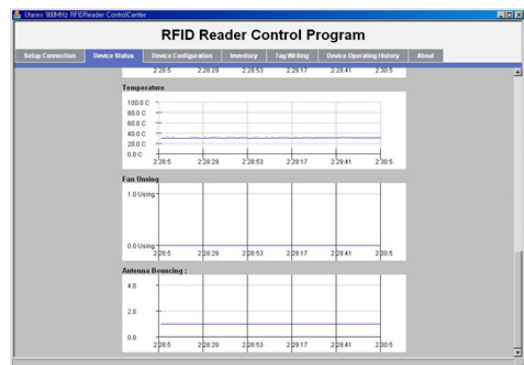 Utarex 900MHz RFIDReader ControlCenter
RFID Reader Control Program
Setup Connection Device Status Device Configuration Inventory Tag Writing Device Operating History About
2:28:5 2:28:29 2:28:53 2:29:17 2:29:41 2:30:5
Temperature
100.0 C
80.0 C
60.0 C
40.0 C
20.0 C
0.0 C
2:28:5 2:28:29 2:28:53 2:29:17 2:29:41 2:30:5
Fan Unsing
1.0 Using
0.0 Using
2:28:5 2:28:29 2:28:53 2:29:17 2:29:41 2:30:5
Antenna Bouncing :
4.0
2.0
0.0
2:28:5 2:28:29 2:28:53 2:29:17 2:29:41 2:30:5